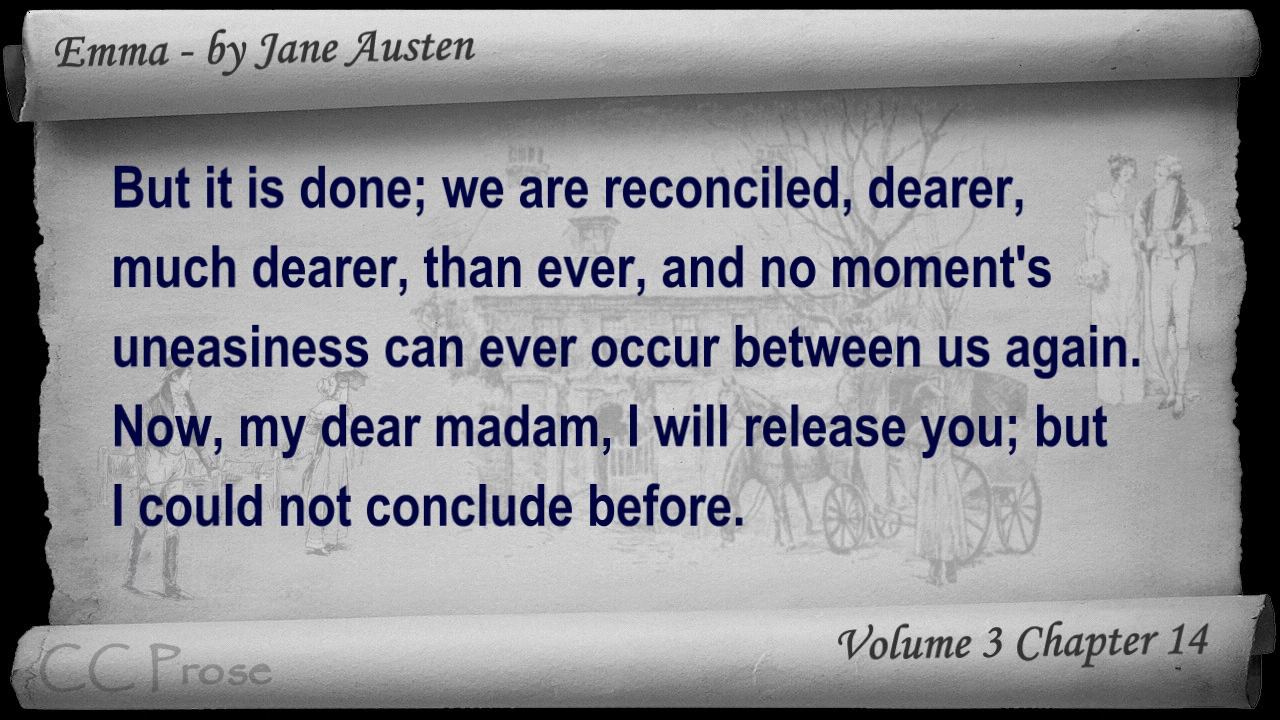 Emma - by Jane Austen
But it is done; we are reconciled, dearer,
much dearer, than ever, and no moment's
uneasiness can ever occur between us again.
Now, my dear madam, I will release you; but
I could not conclude before.
Volume 3 Chapter 14
CC Prose